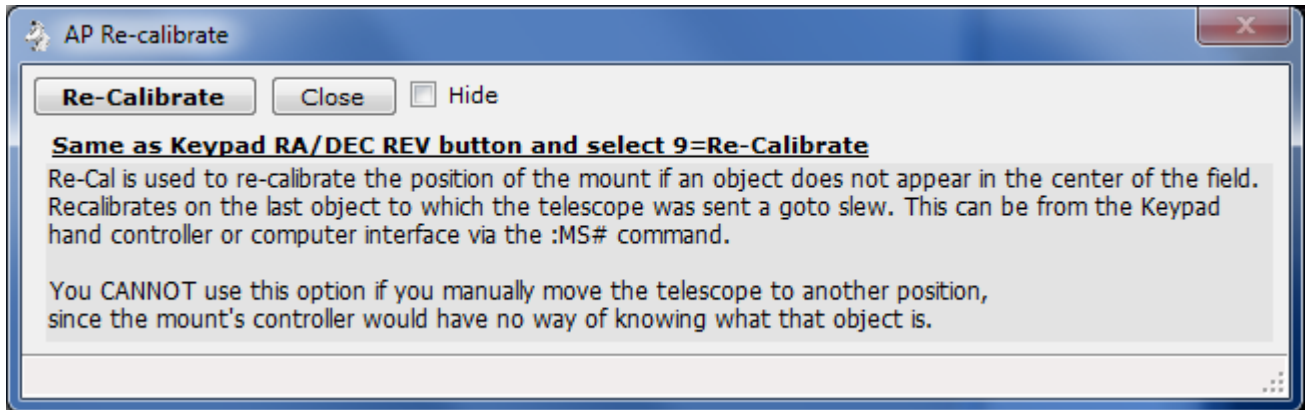 AP Re-calibrate
Re-Calibrate Close Hide
Same as Keypad RA/DEC REV button and select 9=Re-Calibrate
Re-Cal is used to re-calibrate the position of the mount if an object does not appear in the center of the field.
Recalibrates on the last object to which the telescope was sent a goto slew. This can be from the Keypad
hand controller or computer interface via the :MS# command.
You CANNOT use this option if you manually move the telescope to another position,
since the mount's controller would have no way of knowing what that object is.